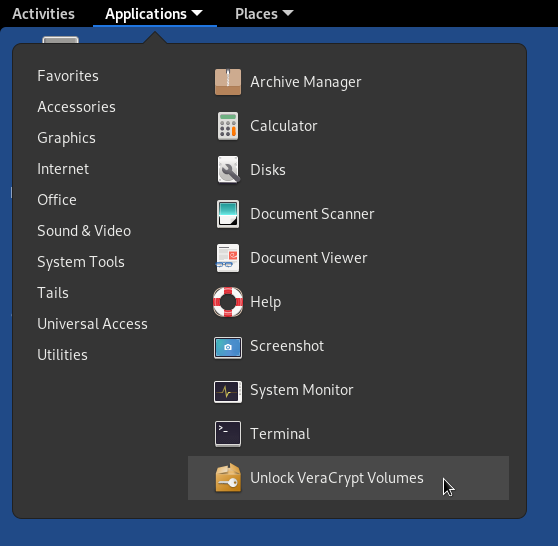 Activities
Applications
Places
Favorites
Accessories
Graphics
Internet
Office
Sound & Video
System Tools
Tails
Universal Access
Utilities
Archive Manager
Calculator
Disks
Document Scanner
Document Viewer
Help
Screenshot
System Monitor
Terminal
Unlock VeraCrypt Volumes